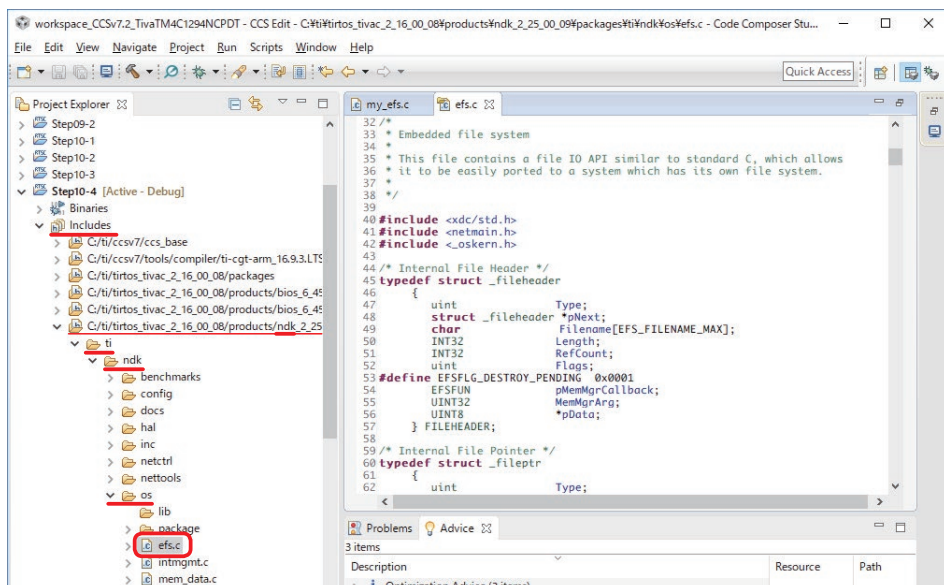 workspace_CCSv7.2_TivaTM4C1294NCPDT - CCS Edit - C:¥ti¥tirtos_tivac_2_16_00_08¥products¥ndk_2_25_00_09¥packages¥ti¥ndk¥os¥efs.c - Code Composer Stu...
File Edit View Navigate Project Run Scripts Window Help
Quick Access
Project Explorer
Step09-2
Step10-1
Step10-2
Step10-3
Step10-4 [Active - Debug]
Binaries
Includes
C:/ti/ccsv7/ccs_base
C:/ti/ccsv7/tools/compiler/ti-cgt-arm_16.9.3.LTS
C:/ti/tirtos_tivac_2_16_00_08/packages
C:/ti/tirtos_tivac_2_16_00_08/products/bios_6_45
C:/ti/tirtos_tivac_2_16_00_08/products/bios_6_45
C:/ti/tirtos_tivac_2_16_00_08/products/ndk_2_25
ti
ndk
benchmarks
config
docs
hal
inc
netctrl
nettools
os
lib
package
efs.c
intmgmt.c
mem_data.c
my_efs.c
efs.c
32 /*
33 * Embedded file system
34 *
35 * This file contains a file IO API similar to standard C, which allows
36 * it to be easily ported to a system which has its own file system.
37 *
38 */
39
40 #include <xdc/std.h>
41 #include <netmain.h>
42 #include <_oskern.h>
43
44 /* Internal File Header */
45 typedef struct _fileheader
46 {
47 uint Type;
48 struct _fileheader *pNext;
49 char Filename[EFS_FILENAME_MAX];
50 INT32 Length;
51 INT32 RefCount;
52 uint Flags;
53 #define EFSFLG_DESTROY_PENDING 0x0001
54 EFSFUN pMemMgrCallback;
55 UINT32 MemMgrArg;
56 UINT8 *pData;
57 } FILEHEADER;
58
59 /* Internal File Pointer */
60 typedef struct _fileptr
61 {
62 uint Type;
Problems Advice
3 items
Description Resource Path
Optimization Advice (3 items)